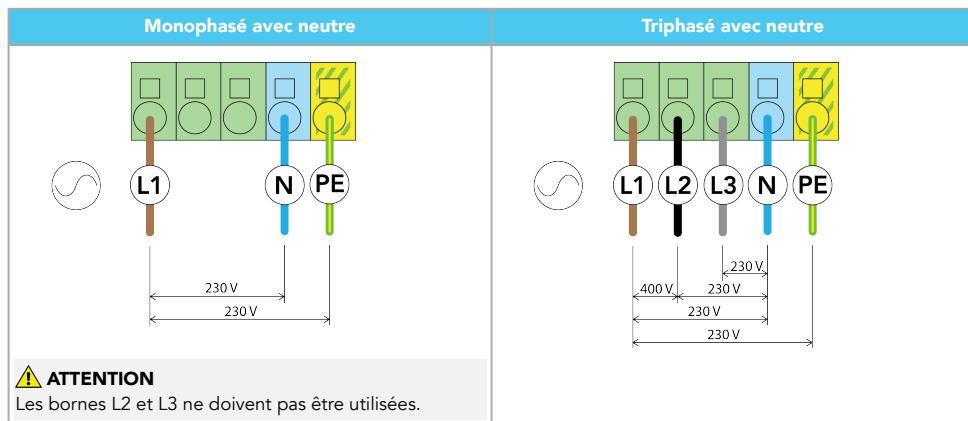 Monophasé avec neutre
L1 N PE
230 V
230 V
ATTENTION
Les bornes L2 et L3 ne doivent pas être utilisées.
Triphasé avec neutre
L1 L2 L3 N PE
230 V
400 V 230 V
230 V
230 V